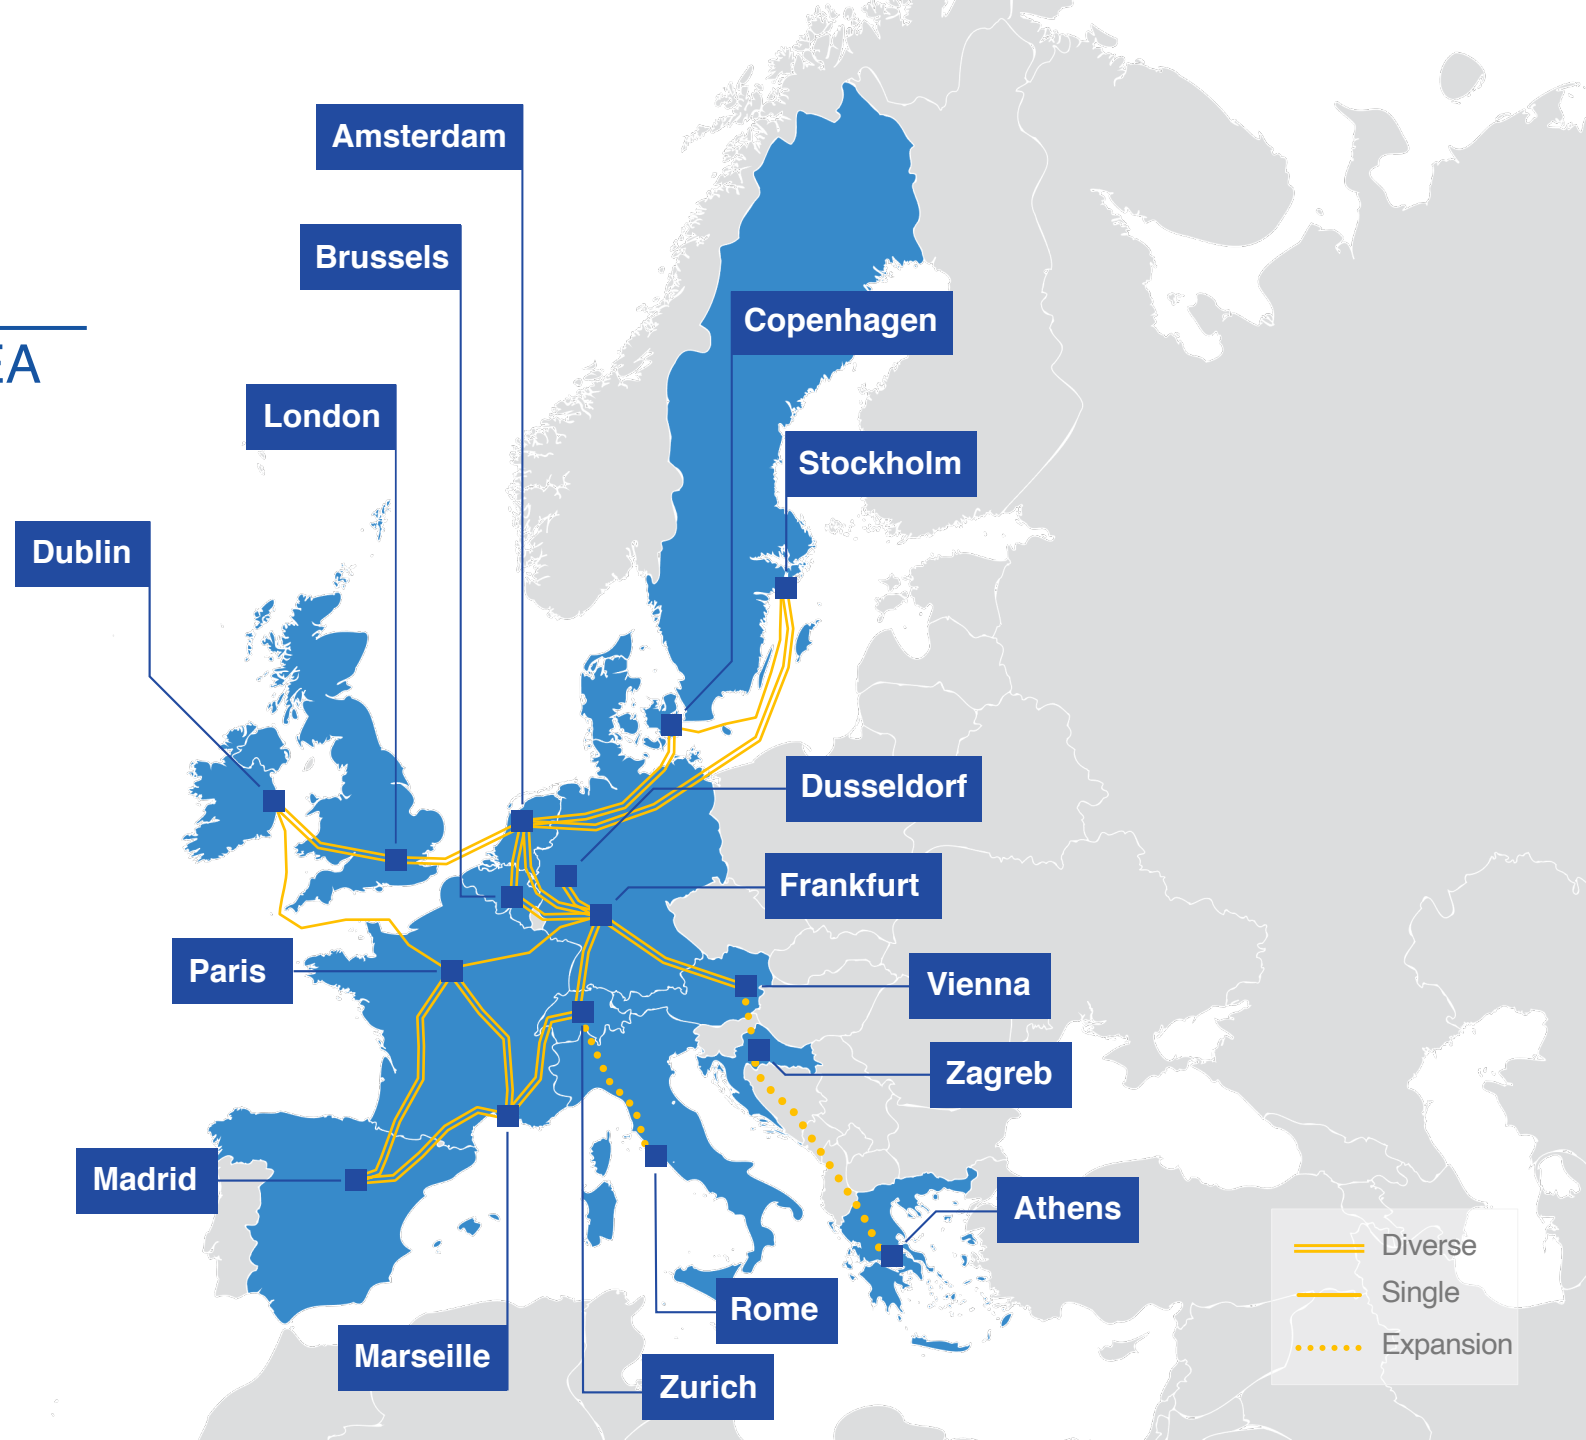 Amsterdam
Brussels
Copenhagen
EA
London
Stockholm
Dublin
Dusseldorf
Frankfurt
Paris
Vienna
Zagreb
Madrid
Athens
Rome
Marseille
Zurich
Diverse
Single
Expansion